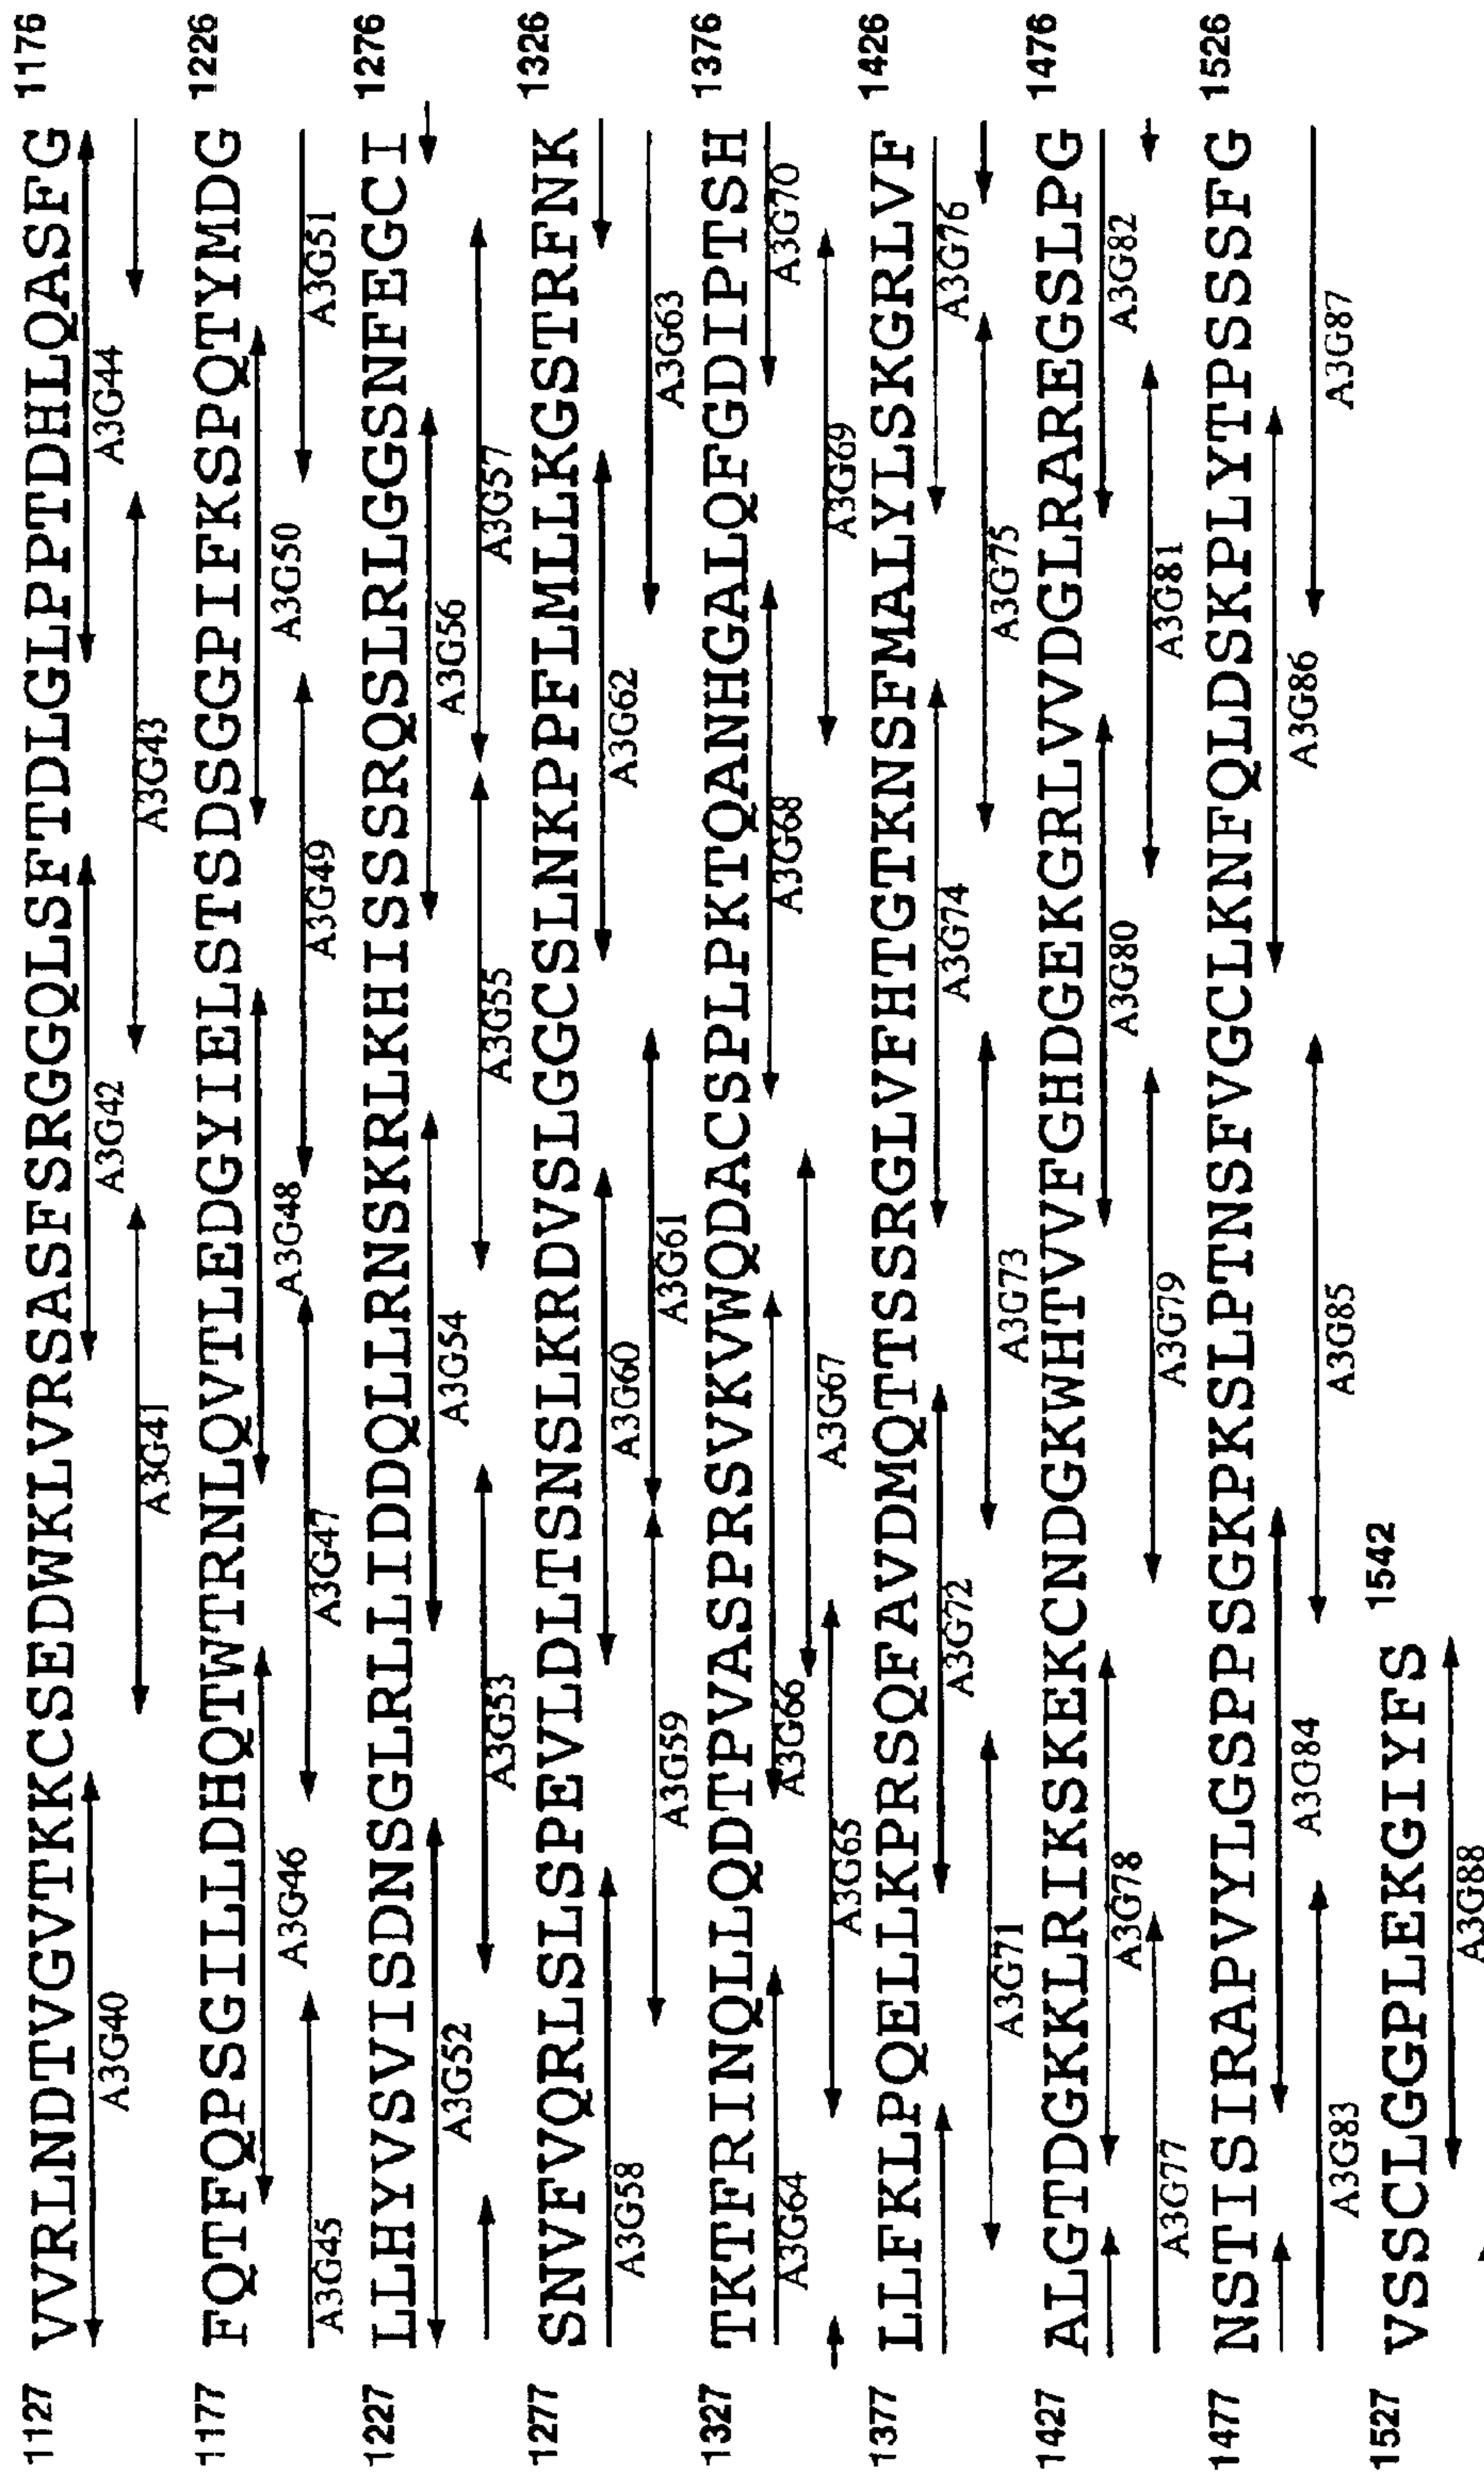 1127 VVRLNDTVGVTKKCSEDWKLVRSASFSRGGQLSFTDLGLPPTDHLQASFG 1176
A3G40 A3G42 A3G44
A3G41 A3G43
1177 FQTFQPSGILLDHQTWTRNLQVTLEDGYIELSTSDSGGPIFKSPQTYMDG 1226
A3G46 A3G48 A3G50
A3G45 A3G47 A3G49 A3G51
1227 LLHYVSVISDNSGLRLLIDDQLLRNSKRLKHISSSRQSLRLGGSNFEGCI 1276
A3G52 A3G54 A3G56
A3G53 A3G55 A3G57
1277 SNVFVQRLSLSPEVLDLTSNSLKRDVSLGGCSLNKPPFLMLLKGSTRFNK 1326
A3G58 A3G60 A3G62
A3G59 A3G61 A3G63
1327 TKTFRINQLLQDTPVASPRSVKVWQDACSPLPKTQANHGALQFGDIPTSH 1376
A3G64 A3G66 A3G68 A3G70
A3G65 A3G67 A3G69
1377 LLFKLPQELLKPRSQFAVDMQTTSSRGLVFHTGTKNSFMALYLSKGRLVF 1426
A3G72 A3G74 A3G76
A3G71 A3G73 A3G75
1427 ALGTDGKKLRIKSKEKCNDGKWHTVVFGHDGEKGRLVVDGLRAREGSLPG 1476
A3G78 A3G80 A3G82
A3G77 A3G79 A3G81
1477 NSTISIRAPVYLGSPPSGKPKSLPTNSFVGCLKNFQLDSKPLYTPSSSFG 1526
A3G84 A3G86
A3G83 A3G85 A3G87
1527 VSSCLGGPLEKGIYFS 1542
A3G88